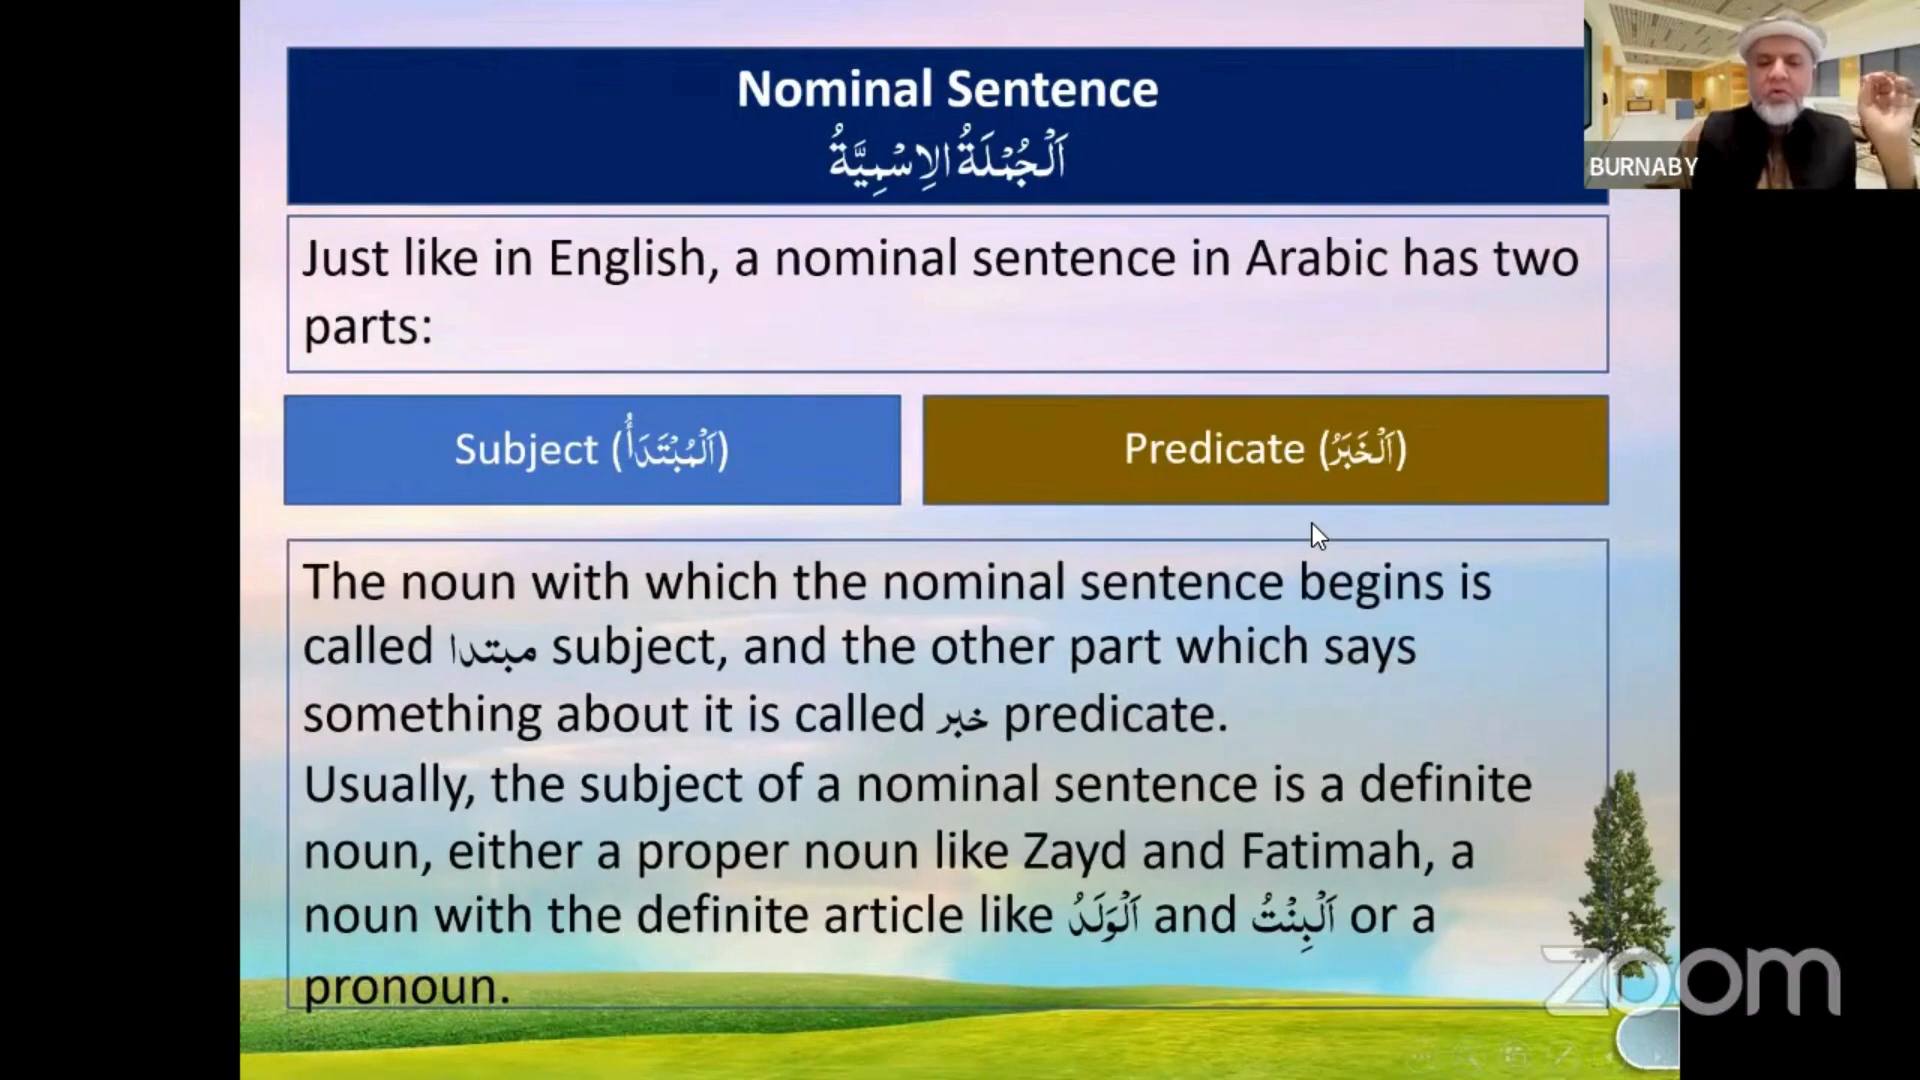 Nominal Sentence
اَلْجُمْلَةُ الاِسْمِيَّةُ
BURNABY
Just like in English, a nominal sentence in Arabic has two
parts:
Subject (اَلْمُبْتَدَأُ)
Predicate (اَلْخَبَرُ)
The noun with which the nominal sentence begins is
called مبتدا subject, and the other part which says
something about it is called خبر predicate.
Usually, the subject of a nominal sentence is a definite
noun, either a proper noun like Zayd and Fatimah, a
noun with the definite article like اَلْوَلَدُ and اَلْبِنْتُ or a
pronoun.
zoom